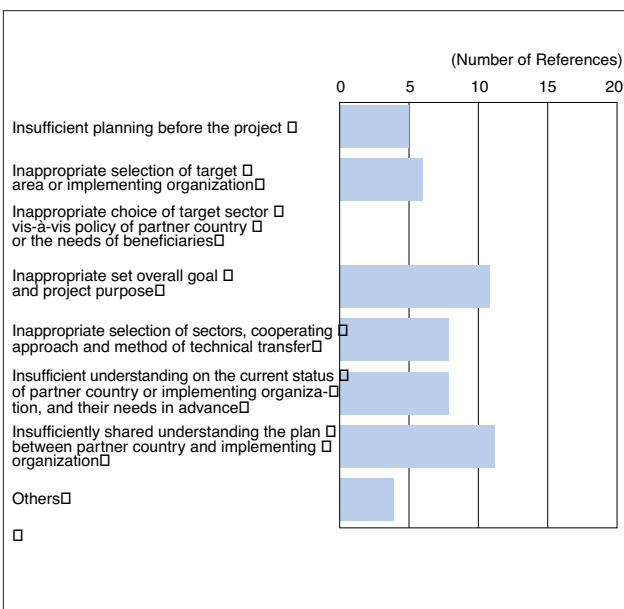 (Number of References)
0 5 10 15 20
Insufficient planning before the project □
Inappropriate selection of target □
area or implementing organization□
Inappropriate choice of target sector □
vis-à-vis policy of partner country □
or the needs of beneficiaries□
Inappropriate set overall goal □
and project purpose□
Inappropriate selection of sectors, cooperating □
approach and method of technical transfer□
Insufficient understanding on the current status □
of partner country or implementing organiza-□
tion, and their needs in advance□
Insufficiently shared understanding the plan □
between partner country and implementing □
organization□
Others□
□